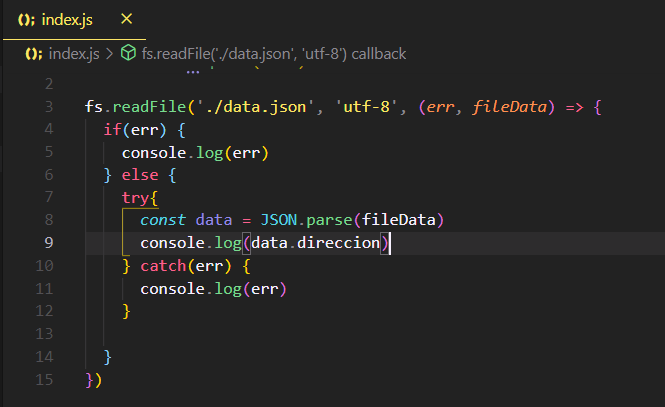 index.js
index.js > fs.readFile('./data.json', 'utf-8') callback
2
3 fs.readFile('./data.json', 'utf-8', (err, fileData) => {
4 if(err) {
5 console.log(err)
6 } else {
7 try{
8 const data = JSON.parse(fileData)
9 console.log(data.direccion)
10 } catch(err) {
11 console.log(err)
12 }
13
14 }
15 })